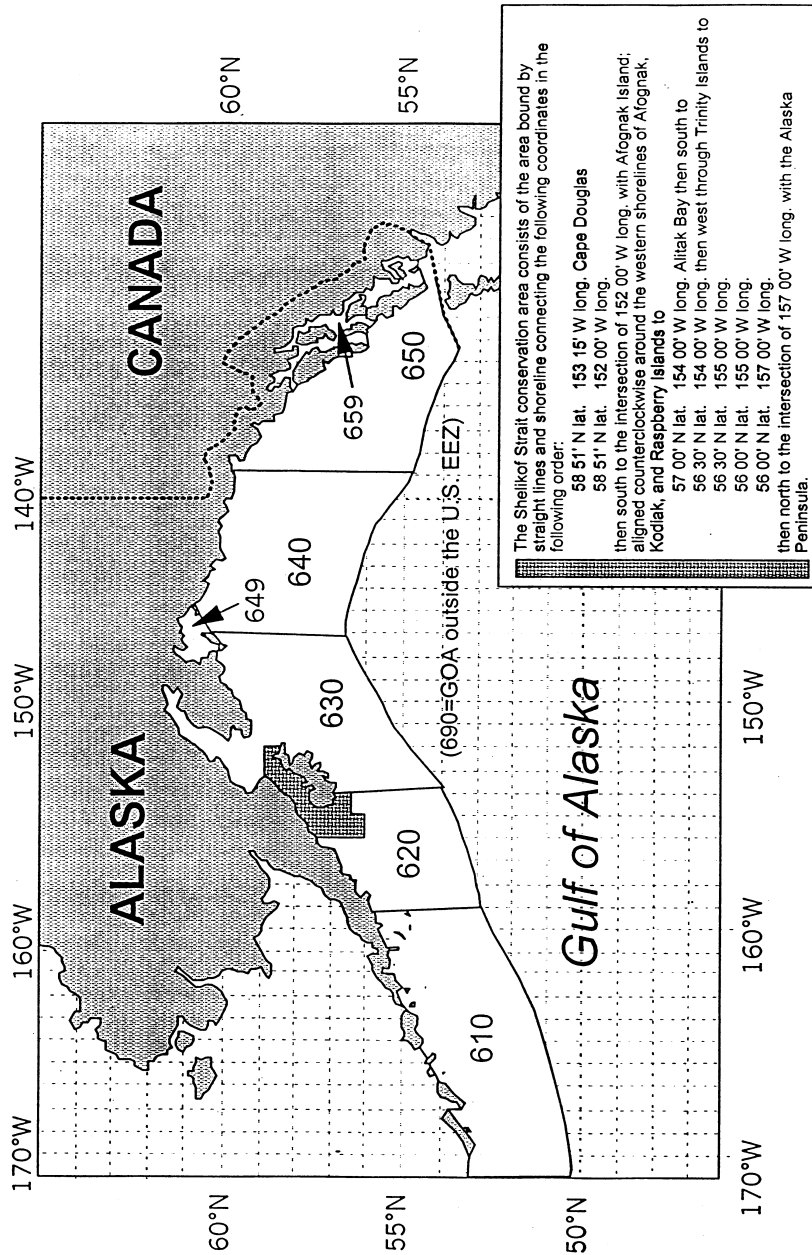 170°W
160°W
150°W
140°W
60°N
60°N
55°N
55°N
50°N
ALASKA
CANADA
649
659
610
620
630
640
650
(690=GOA outside the U.S. EEZ)
Gulf of Alaska
170°W
160°W
150°W
The Shelikof Strait conservation area consists of the area bound by
straight lines and shoreline connecting the following coordinates in the
following order:
58 51' N lat. 153 15' W long. Cape Douglas
58 51' N lat. 152 00' W long.
then south to the intersection of 152 00' W long. with Afognak Island;
aligned counterclockwise around the western shorelines of Afognak,
Kodiak, and Raspberry Islands to
57 00' N lat. 154 00' W long. Alitak Bay then south to
56 30' N lat. 154 00' W long. then west through Trinity Islands to
56 30' N lat. 155 00' W long.
56 00' N lat. 155 00' W long.
56 00' N lat. 157 00' W long.
then north to the intersection of 157 00' W long. with the Alaska
Peninsula.